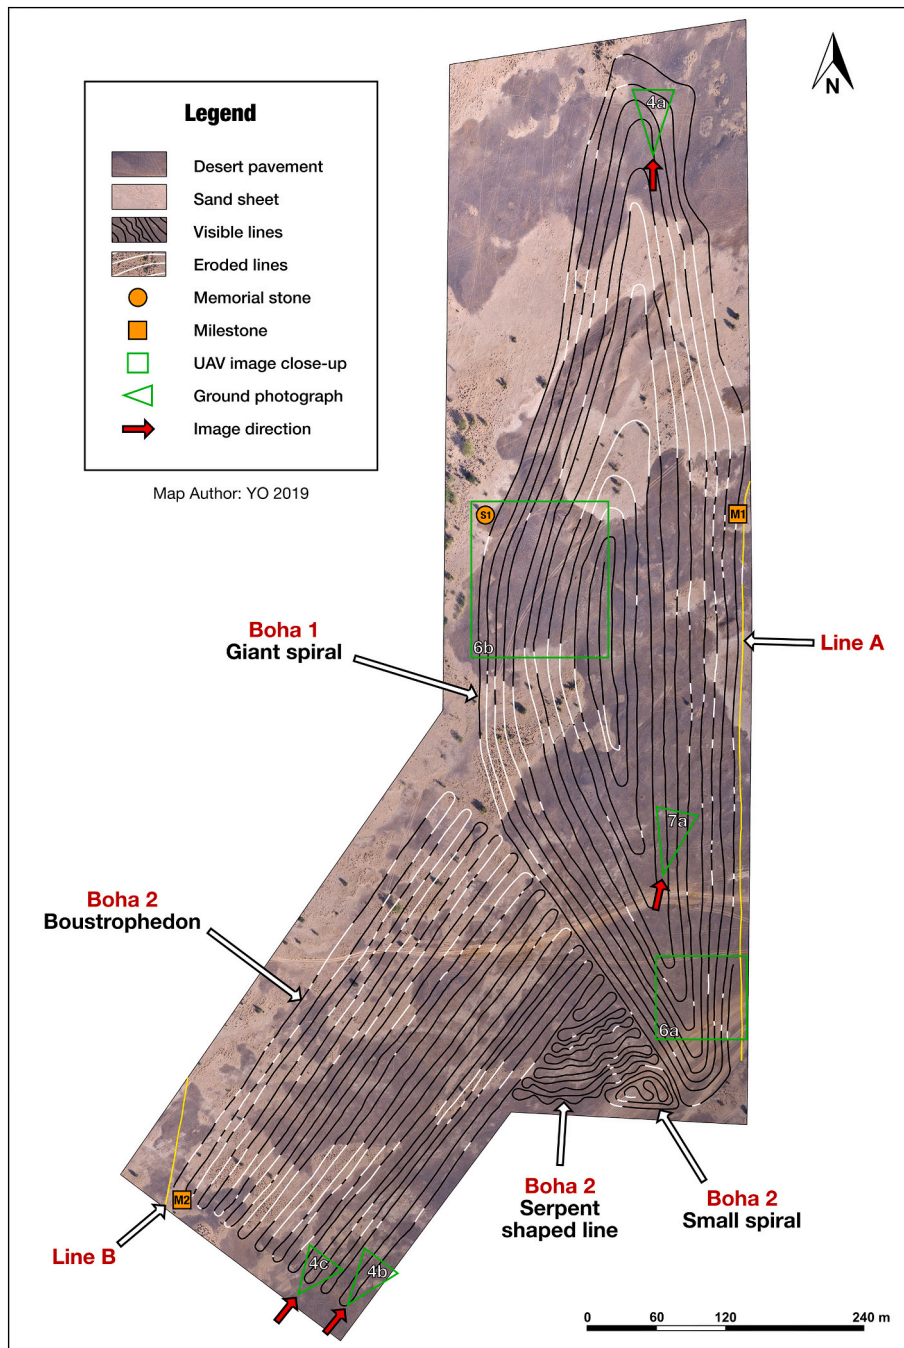 N
Legend
Desert pavement
Sand sheet
Visible lines
Eroded lines
Memorial stone
Milestone
UAV image close-up
Ground photograph
Image direction
Map Author: YO 2019
4a
S1
M1
6b
Boha 1
Giant spiral
Line A
7a
Boha 2
Boustrophedon
6a
M2
Line B
Boha 2
Serpent
shaped line
Boha 2
Small spiral
4c
4b
0 60 120 240 m